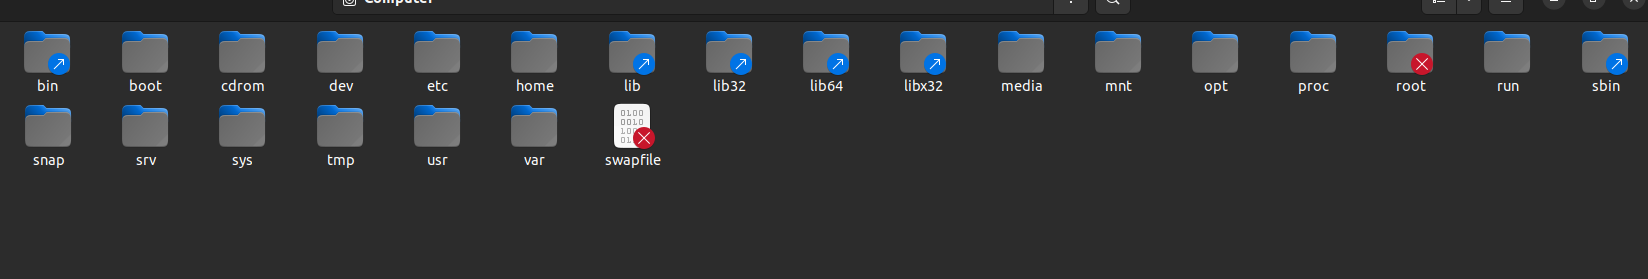 Computer
bin boot cdrom dev etc home lib lib32 lib64 libx32 media mnt opt proc root run sbin
snap srv sys tmp usr var swapfile